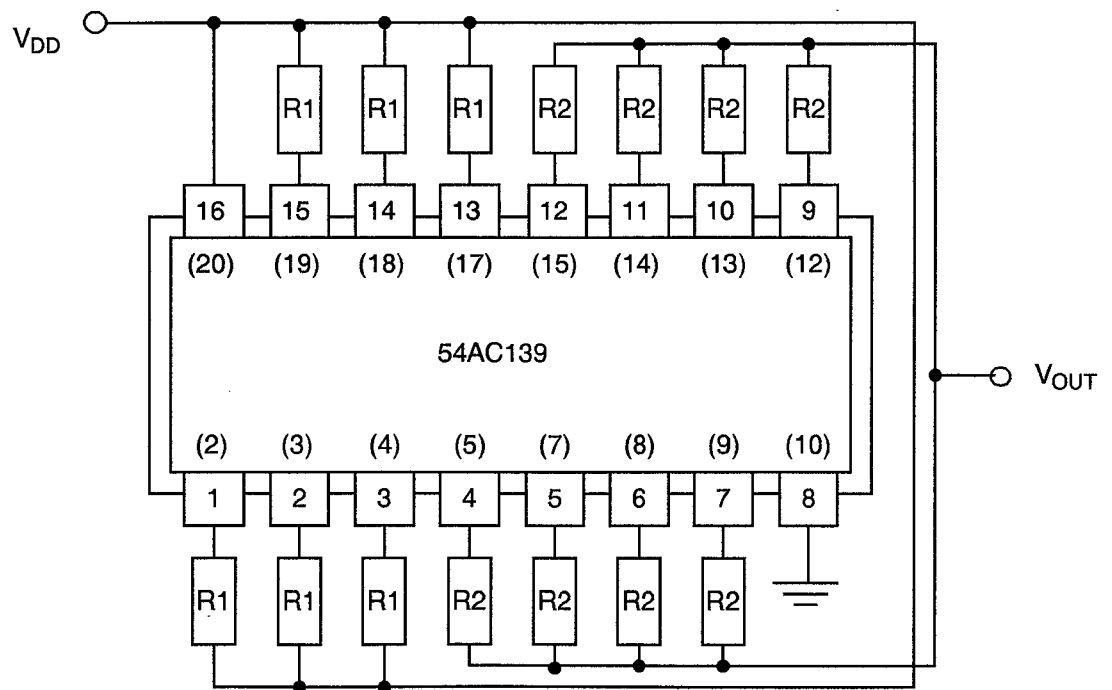 V_DD
R1 R1 R1 R2 R2 R2 R2
16 15 14 13 12 11 10 9
(20) (19) (18) (17) (15) (14) (13) (12)
54AC139
V_OUT
(2) (3) (4) (5) (7) (8) (9) (10)
1 2 3 4 5 6 7 8
R1 R1 R1 R2 R2 R2 R2